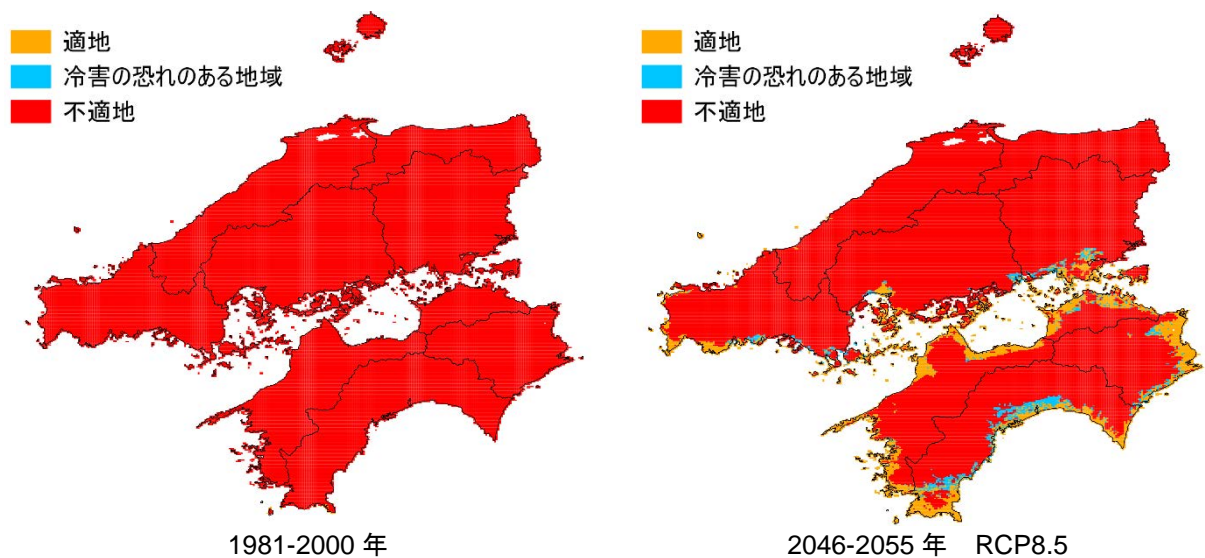 適地
冷害の恐れのある地域
不適地
適地
冷害の恐れのある地域
不適地
1981-2000 年
2046-2055 年 RCP8.5